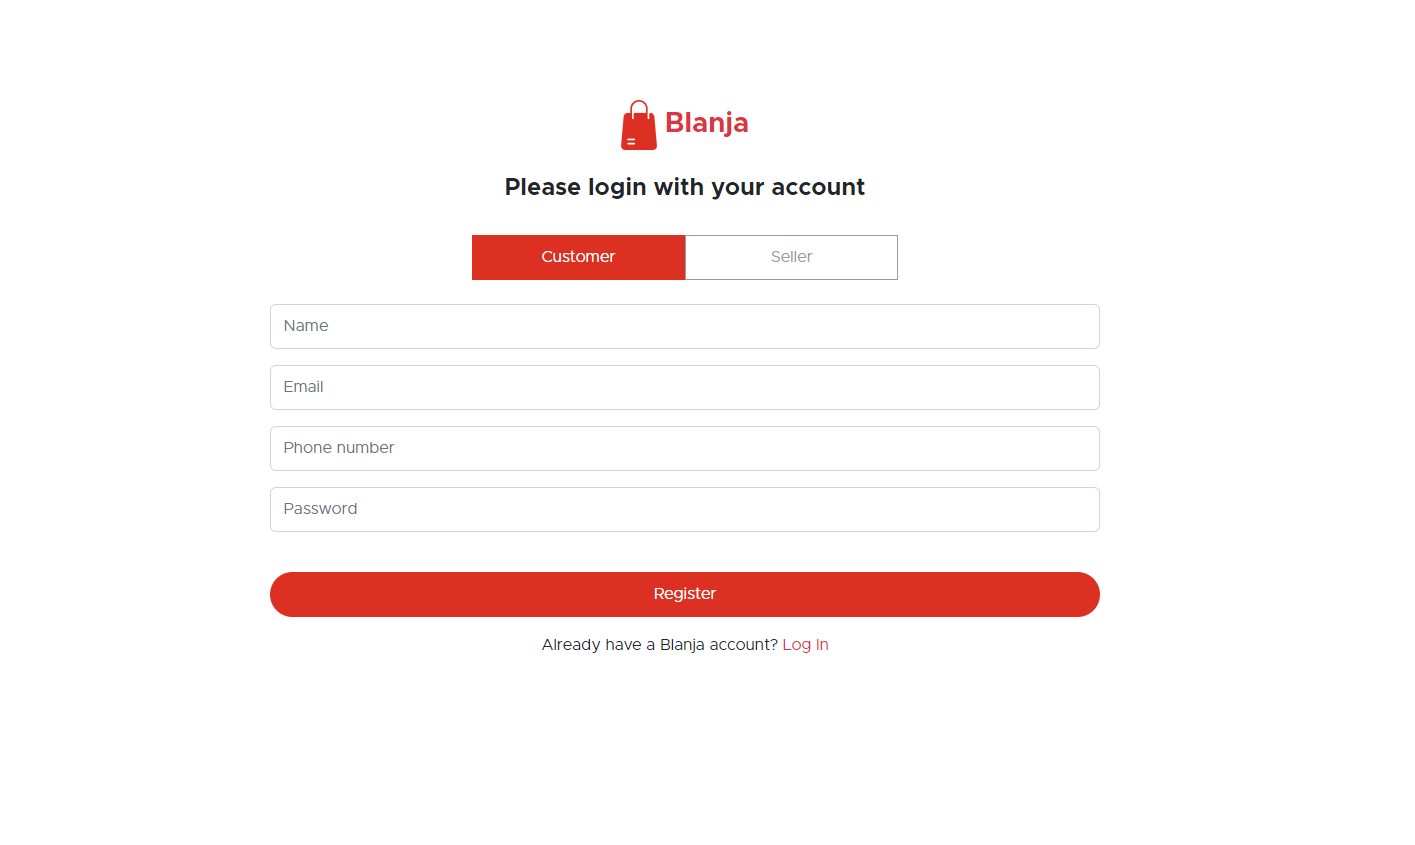 Blanja
Please login with your account
Customer Seller
Name
Email
Phone number
Password
Register
Already have a Blanja account? Log In